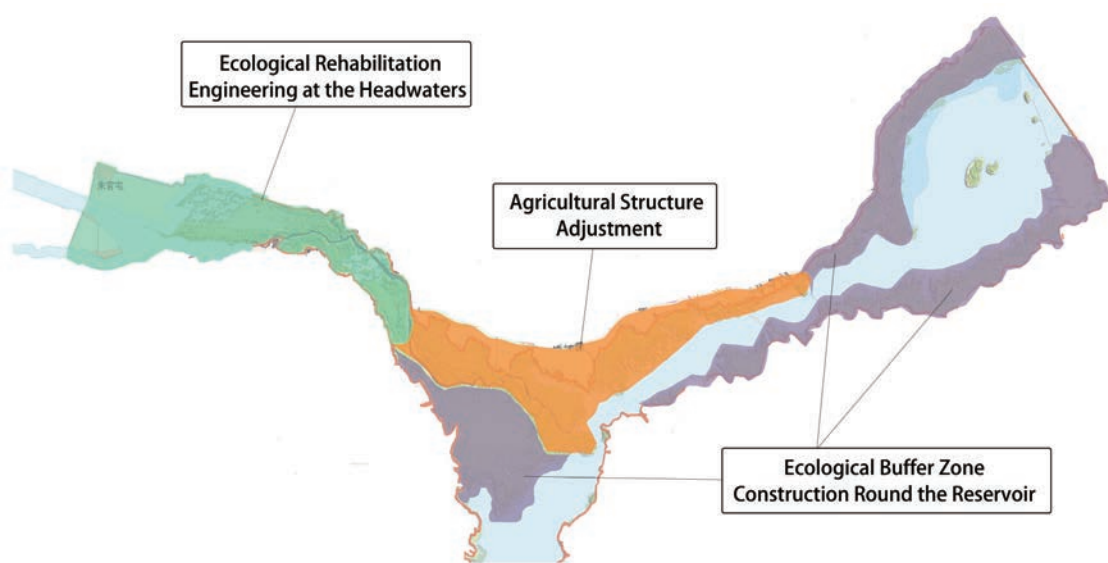 Ecological Rehabilitation
Engineering at the Headwaters
Agricultural Structure
Adjustment
Ecological Buffer Zone
Construction Round the Reservoir